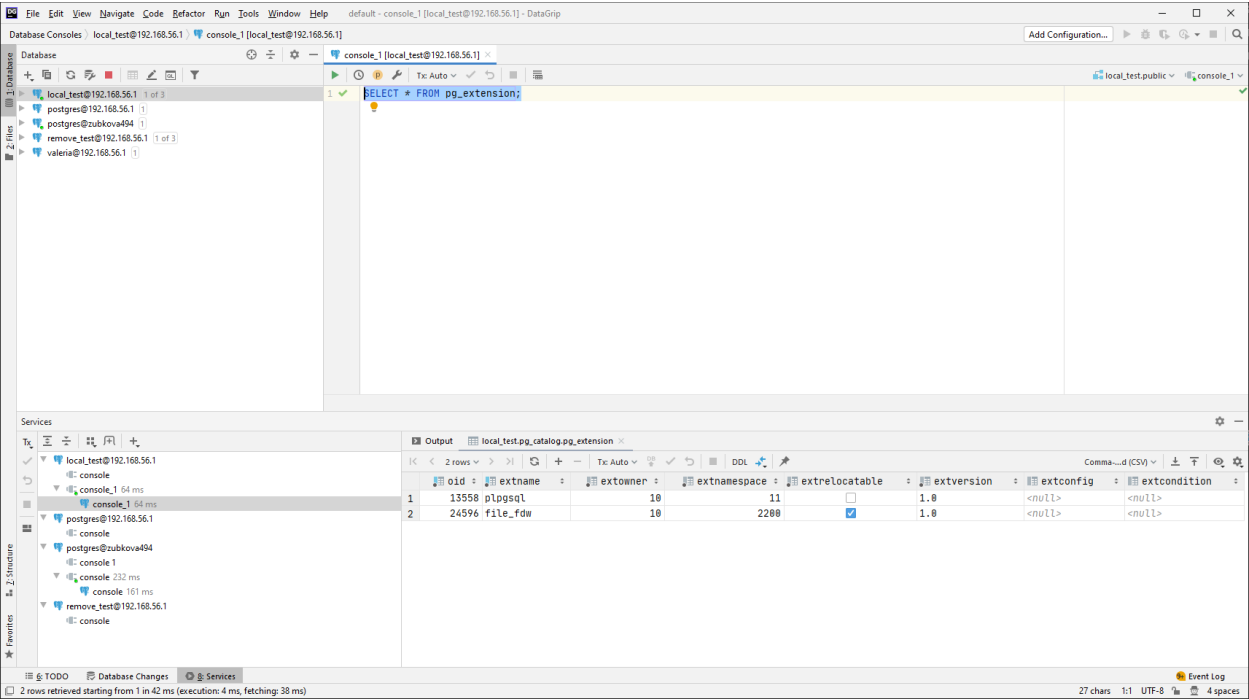 DG File Edit View Navigate Code Refactor Run Tools Window Help default - console_1 [local_test@192.168.56.1] - DataGrip
Database Consoles local_test@192.168.56.1 console_1 [local_test@192.168.56.1] Add Configuration...
1: Database
2: Files
Database
console_1 [local_test@192.168.56.1]
Tx: Auto local_test.public console_1
local_test@192.168.56.1 1 of 3
postgres@192.168.56.1 1
postgres@zubkova494 1
remove_test@192.168.56.1 1 of 3
valeria@192.168.56.1 1
1 SELECT * FROM pg_extension;
Services
Tx
local_test@192.168.56.1
console
console_1 64 ms
console_1 64 ms
postgres@192.168.56.1
console
postgres@zubkova494
console 1
console 232 ms
console 161 ms
remove_test@192.168.56.1
console
Output local_test.pg_catalog.pg_extension
2 rows Tx: Auto DDL Comma-...d (CSV)
oid extname extowner extnamespace extrelocatable extversion extconfig extcondition
1 13558 plpgsql 10 11 1.0 <null> <null>
2 24596 file_fdw 10 2200 1.0 <null> <null>
7: Structure
Favorites
6: TODO Database Changes 8: Services Event Log
2 rows retrieved starting from 1 in 42 ms (execution: 4 ms, fetching: 38 ms) 27 chars 1:1 UTF-8 4 spaces